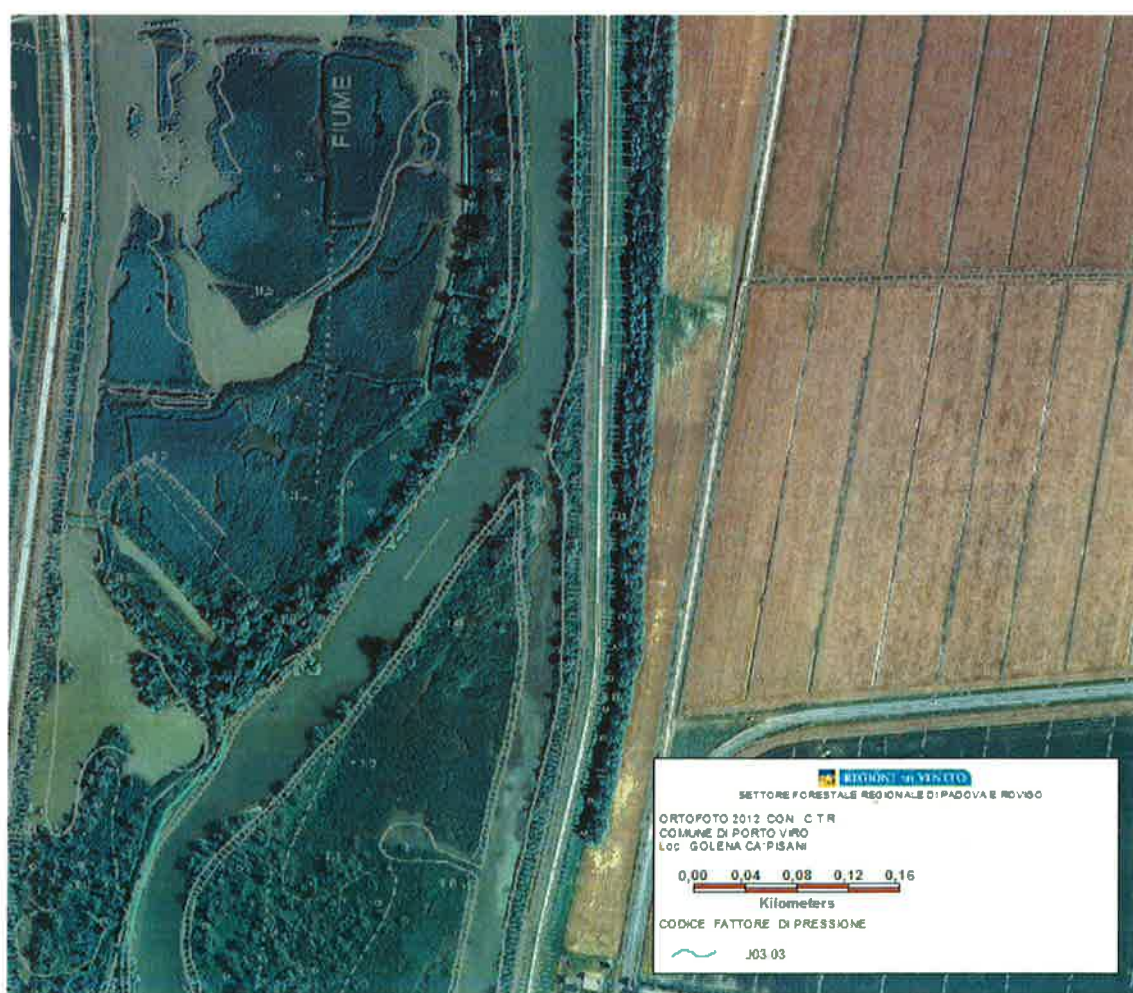 FIUME
REGIONE DEL VENETO
SETTORE FORESTALE REGIONALE DI PADOVA E ROVIGO
ORTOFOTO 2012 CON C T R
COMUNE DI PORTO VIRO
Loc GOLENA CA' PISANI
0,00 0,04 0,08 0,12 0,16
Kilometers
CODICE FATTORE DI PRESSIONE
J03.03